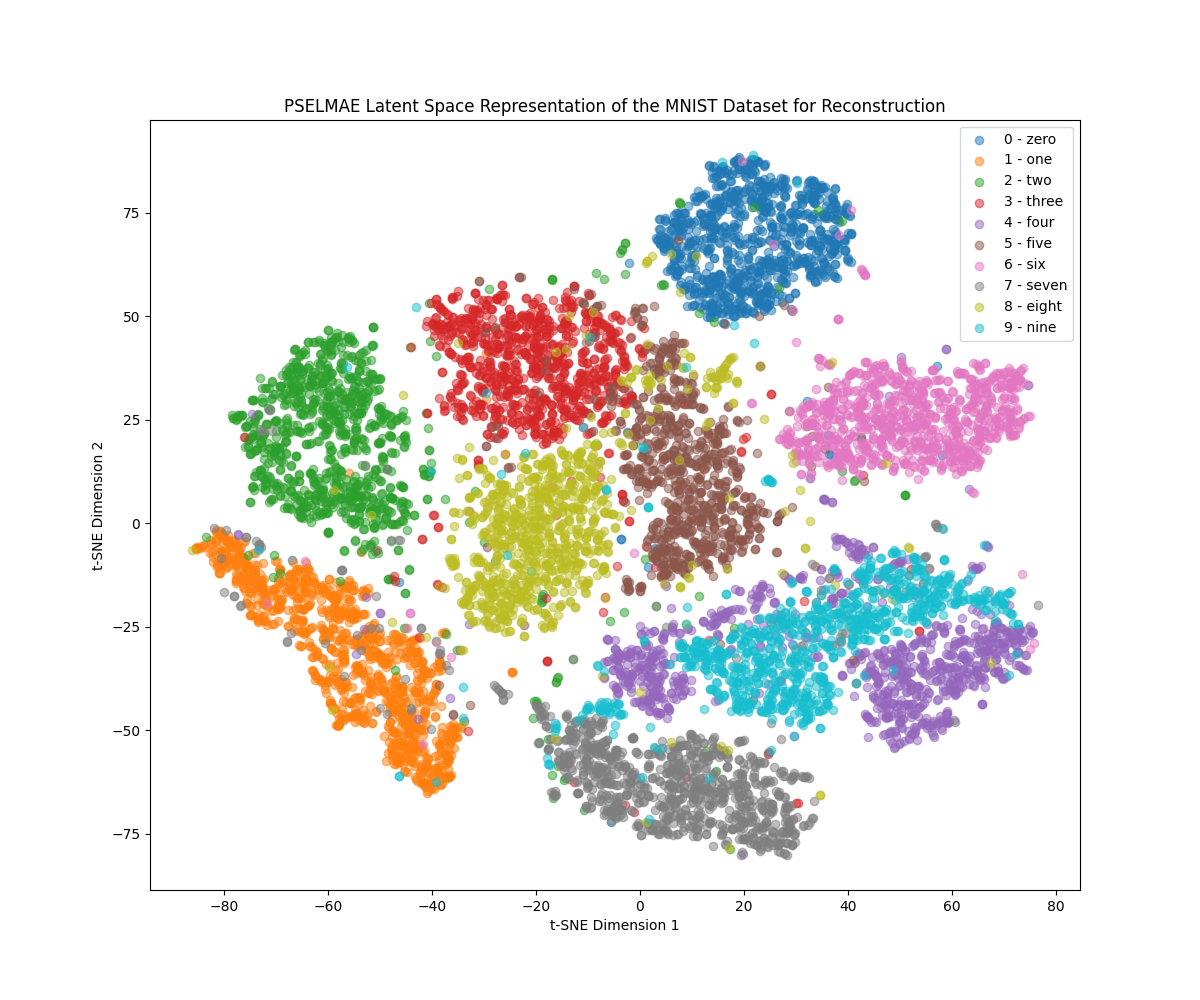 PSELMAE Latent Space Representation of the MNIST Dataset for Reconstruction
0 - zero
1 - one
2 - two
3 - three
4 - four
5 - five
6 - six
7 - seven
8 - eight
9 - nine
75
50
25
0
−25
−50
−75
t-SNE Dimension 2
−80 −60 −40 −20 0 20 40 60 80
t-SNE Dimension 1